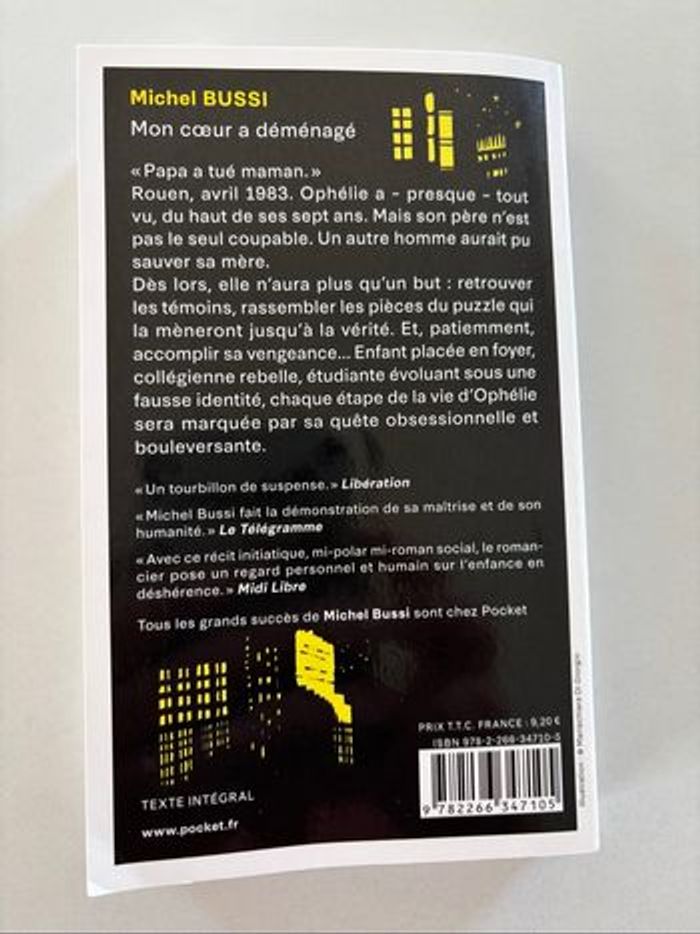 Michel BUSSI
Mon cœur a déménagé
« Papa a tué maman. »
Rouen, avril 1983. Ophélie a – presque – tout
vu, du haut de ses sept ans. Mais son père n'est
pas le seul coupable. Un autre homme aurait pu
sauver sa mère.
Dès lors, elle n'aura plus qu'un but : retrouver
les témoins, rassembler les pièces du puzzle qui
la mèneront jusqu'à la vérité. Et, patiemment,
accomplir sa vengeance... Enfant placée en foyer,
collégienne rebelle, étudiante évoluant sous une
fausse identité, chaque étape de la vie d'Ophélie
sera marquée par sa quête obsessionnelle et
bouleversante.
« Un tourbillon de suspense. » Libération
« Michel Bussi fait la démonstration de sa maîtrise et de son
humanité. » Le Télégramme
« Avec ce récit initiatique, mi-polar mi-roman social, le roman-
cier pose un regard personnel et humain sur l'enfance en
déshérence. » Midi Libre
Tous les grands succès de Michel Bussi sont chez Pocket
PRIX T.T.C. FRANCE : 9,20 €
ISBN 978-2-266-34710-5
9 782266 347105
TEXTE INTÉGRAL
www.pocket.fr
Illustration : ©